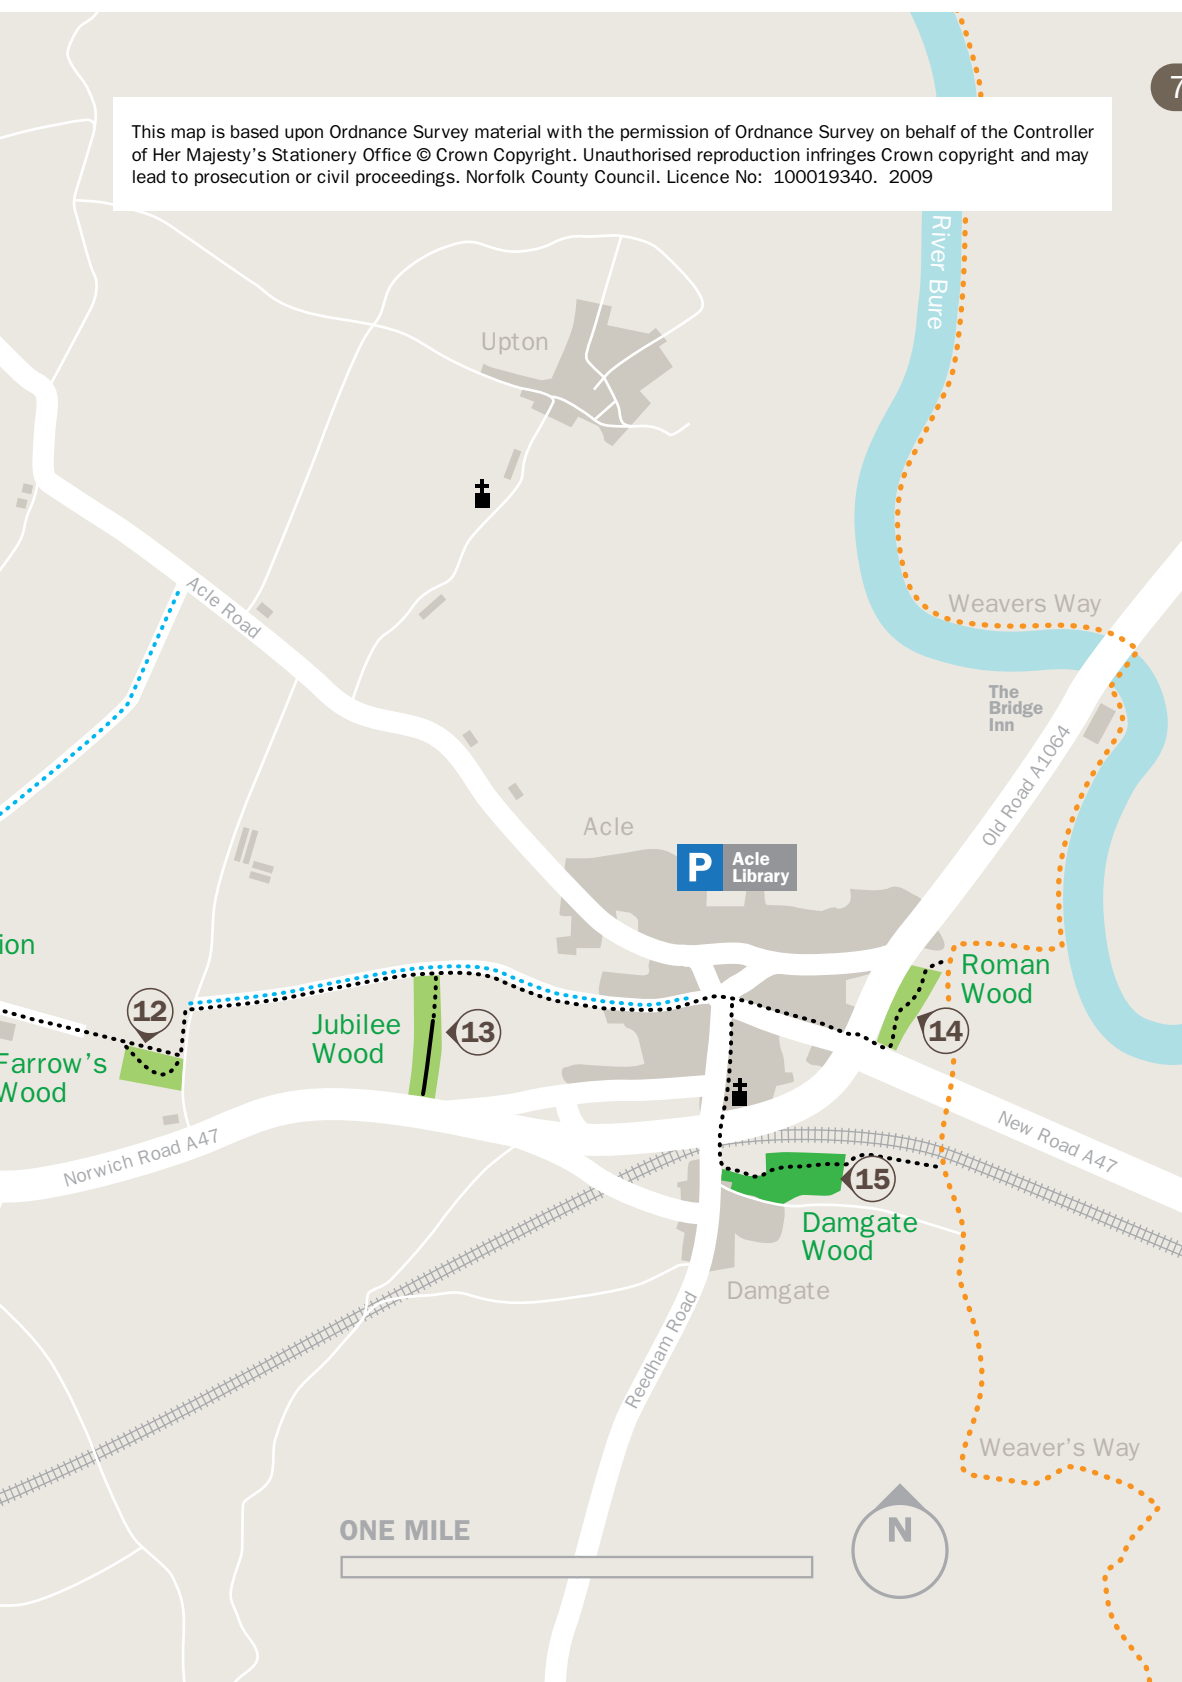 7
This map is based upon Ordnance Survey material with the permission of Ordnance Survey on behalf of the Controller
of Her Majesty's Stationery Office © Crown Copyright. Unauthorised reproduction infringes Crown copyright and may
lead to prosecution or civil proceedings. Norfolk County Council. Licence No:  100019340.  2009
River Bure
Upton
Acle Road
Weavers Way
The
Bridge
Inn
Old Road A1064
Acle
P
Acle
Library
ion
Roman
Wood
12
Jubilee
Wood
13
14
Farrow's
Wood
New Road A47
Norwich Road A47
15
Damgate
Wood
Damgate
Reedham Road
Weaver's Way
ONE MILE
N